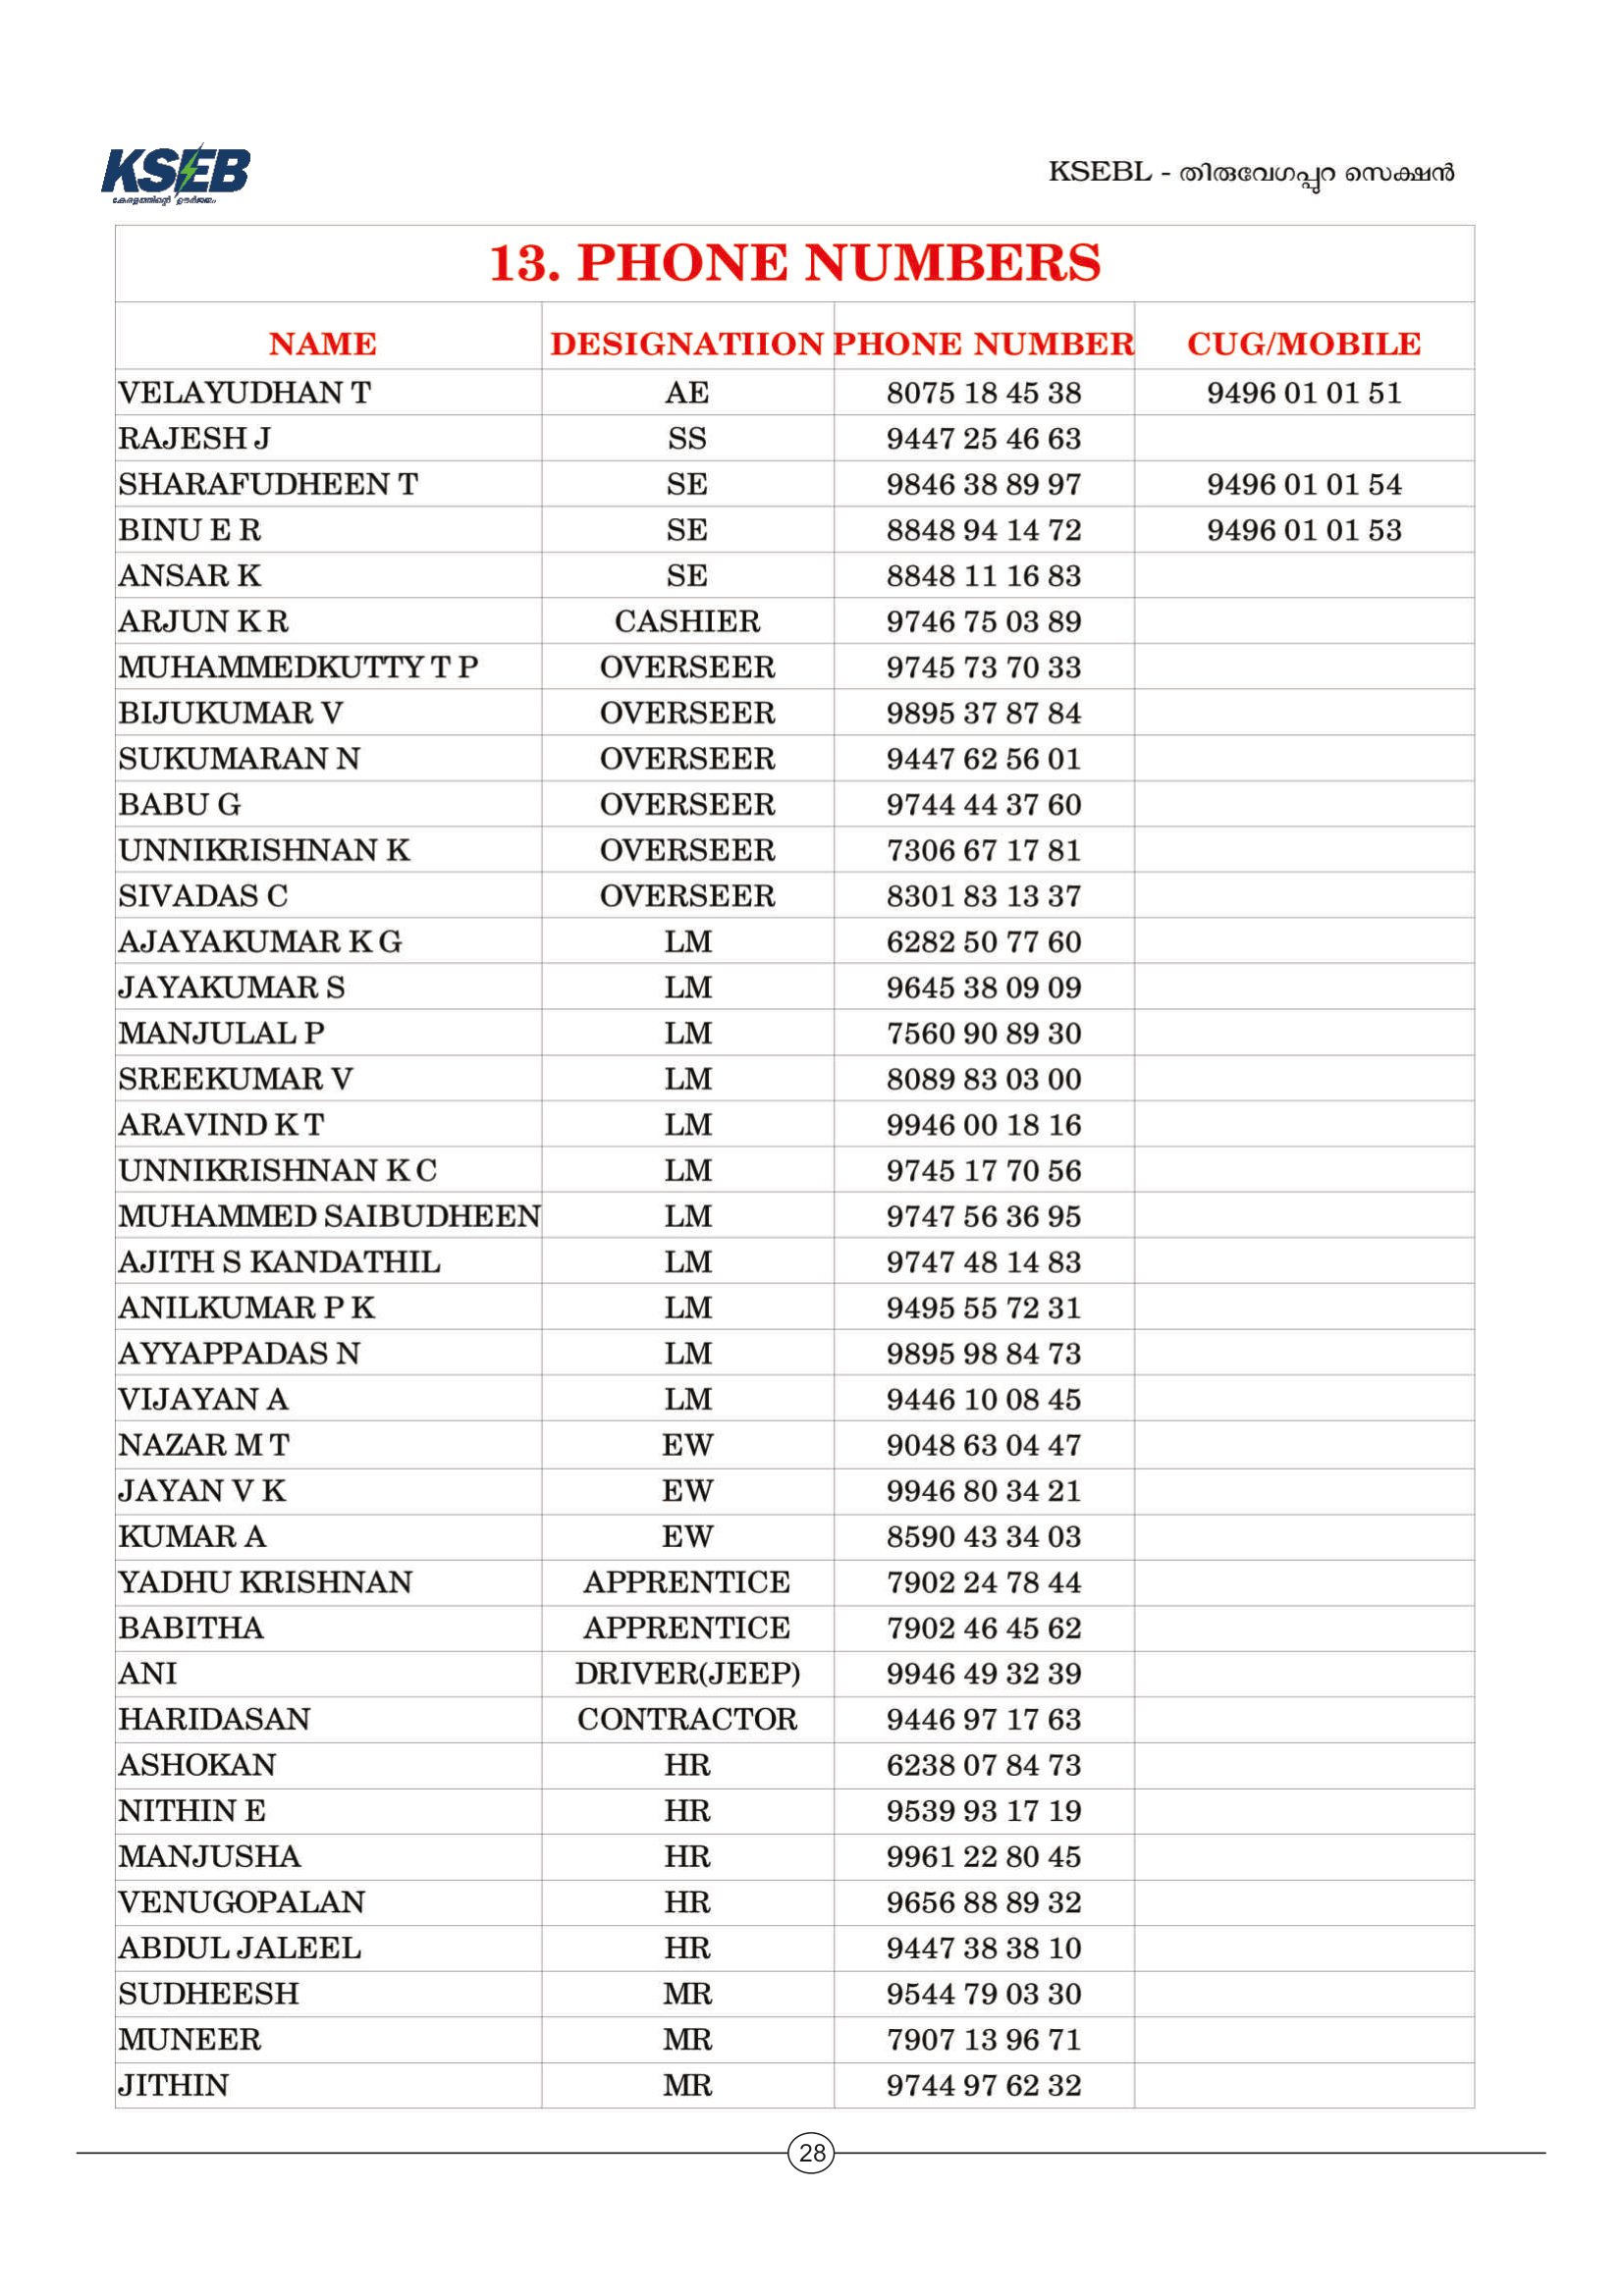 KSEB
കേരളത്തിന്റെ ഊർജ്ജം
KSEBL - തിരുവേഗപ്പുറ സെക്ഷൻ
13. PHONE NUMBERS
NAME DESIGNATIION PHONE NUMBER CUG/MOBILE
VELAYUDHAN T AE 8075 18 45 38 9496 01 01 51
RAJESH J SS 9447 25 46 63
SHARAFUDHEEN T SE 9846 38 89 97 9496 01 01 54
BINU E R SE 8848 94 14 72 9496 01 01 53
ANSAR K SE 8848 11 16 83
ARJUN K R CASHIER 9746 75 03 89
MUHAMMEDKUTTY T P OVERSEER 9745 73 70 33
BIJUKUMAR V OVERSEER 9895 37 87 84
SUKUMARAN N OVERSEER 9447 62 56 01
BABU G OVERSEER 9744 44 37 60
UNNIKRISHNAN K OVERSEER 7306 67 17 81
SIVADAS C OVERSEER 8301 83 13 37
AJAYAKUMAR K G LM 6282 50 77 60
JAYAKUMAR S LM 9645 38 09 09
MANJULAL P LM 7560 90 89 30
SREEKUMAR V LM 8089 83 03 00
ARAVIND K T LM 9946 00 18 16
UNNIKRISHNAN K C LM 9745 17 70 56
MUHAMMED SAIBUDHEEN LM 9747 56 36 95
AJITH S KANDATHIL LM 9747 48 14 83
ANILKUMAR P K LM 9495 55 72 31
AYYAPPADAS N LM 9895 98 84 73
VIJAYAN A LM 9446 10 08 45
NAZAR M T EW 9048 63 04 47
JAYAN V K EW 9946 80 34 21
KUMAR A EW 8590 43 34 03
YADHU KRISHNAN APPRENTICE 7902 24 78 44
BABITHA APPRENTICE 7902 46 45 62
ANI DRIVER(JEEP) 9946 49 32 39
HARIDASAN CONTRACTOR 9446 97 17 63
ASHOKAN HR 6238 07 84 73
NITHIN E HR 9539 93 17 19
MANJUSHA HR 9961 22 80 45
VENUGOPALAN HR 9656 88 89 32
ABDUL JALEEL HR 9447 38 38 10
SUDHEESH MR 9544 79 03 30
MUNEER MR 7907 13 96 71
JITHIN MR 9744 97 62 32
28